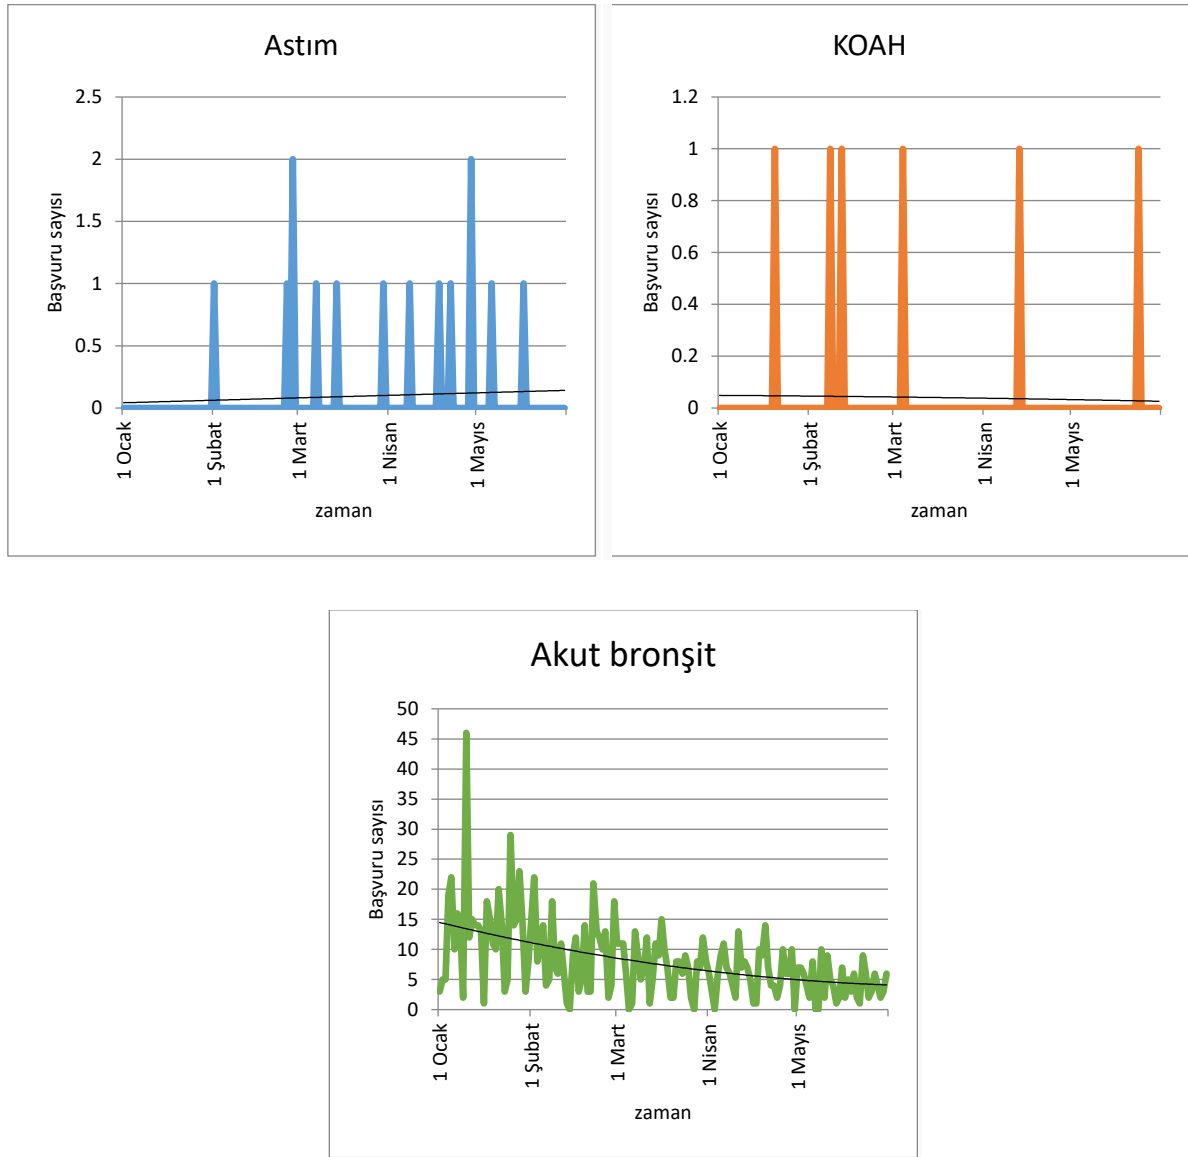 Astım
2.5
2
1.5
1
0.5
0
Başvuru sayısı
1 Ocak
1 Şubat
1 Mart
1 Nisan
1 Mayıs
zaman
KOAH
1.2
1
0.8
0.6
0.4
0.2
0
Başvuru sayısı
1 Ocak
1 Şubat
1 Mart
1 Nisan
1 Mayıs
zaman
Akut bronşit
50
45
40
35
30
25
20
15
10
5
0
Başvuru sayısı
1 Ocak
1 Şubat
1 Mart
1 Nisan
1 Mayıs
zaman